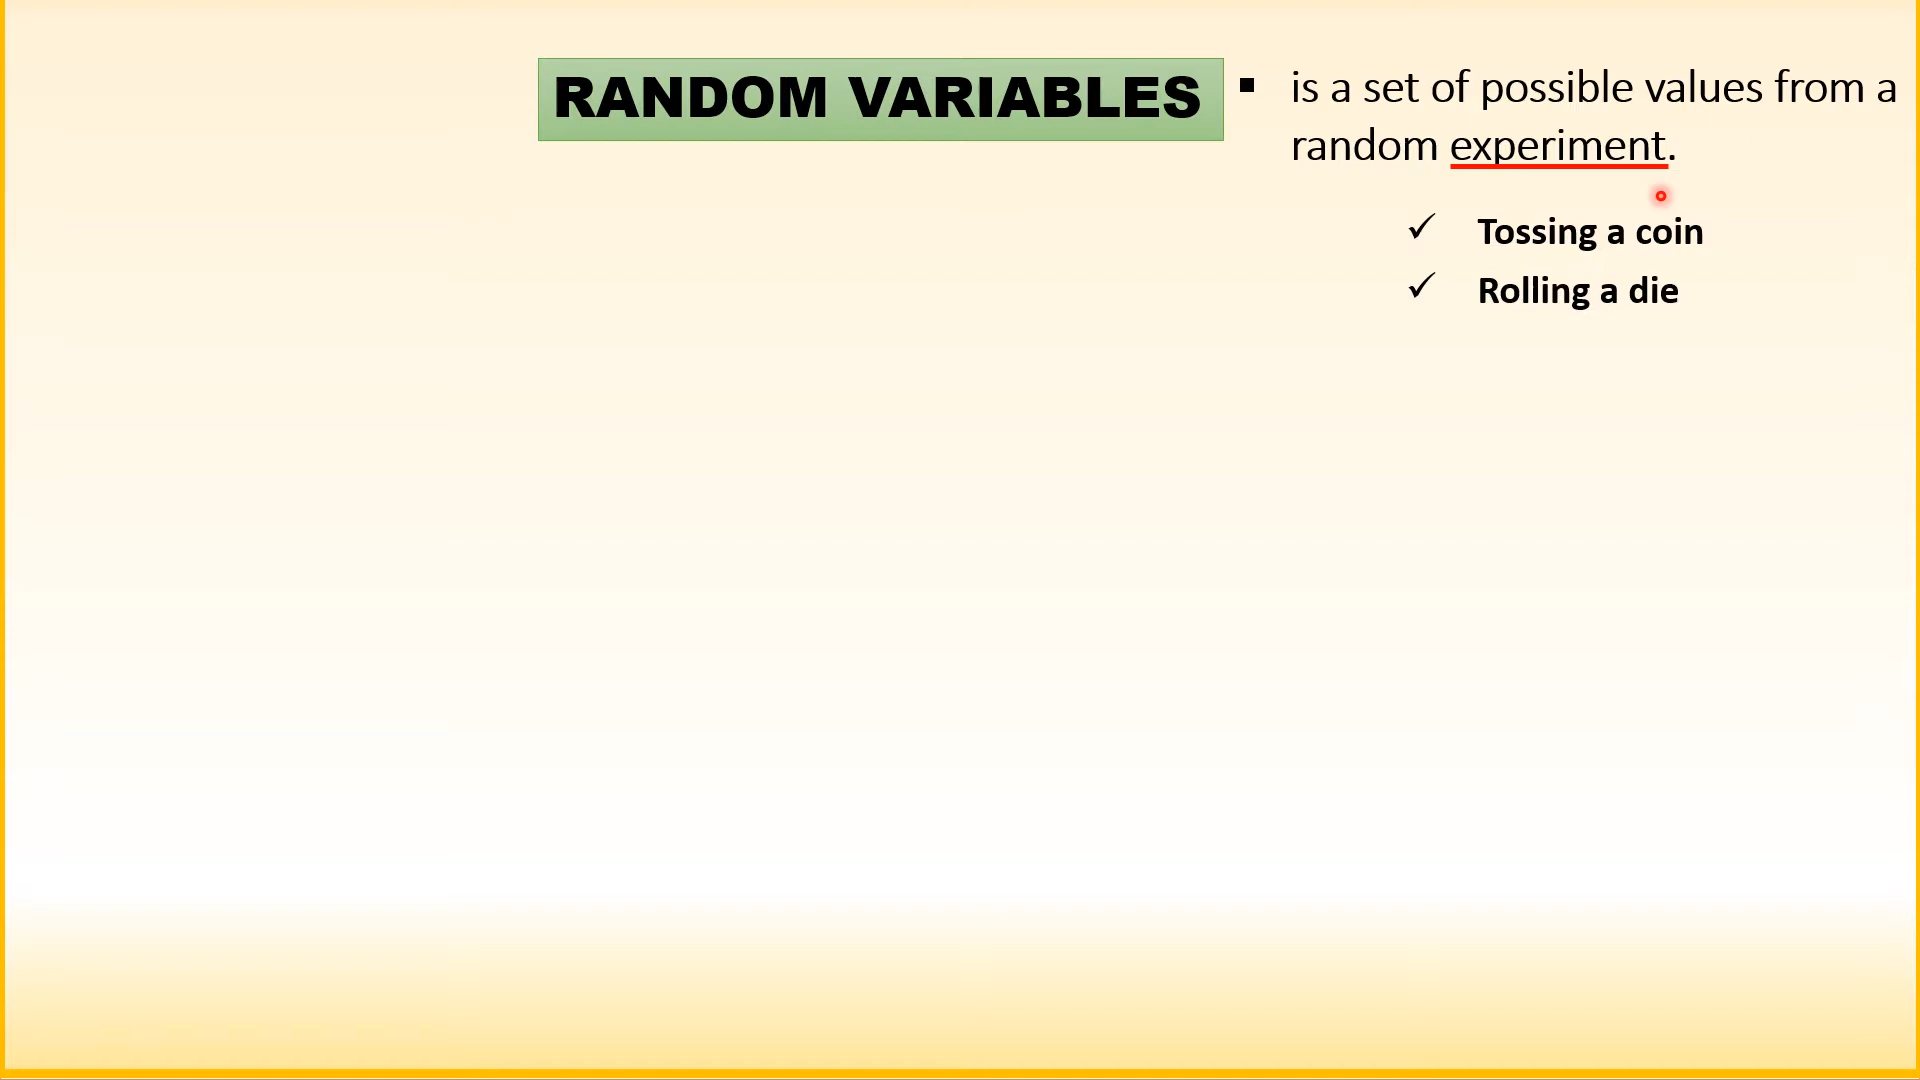 RANDOM VARIABLES
▪ is a set of possible values from a
random experiment.
✓ Tossing a coin
✓ Rolling a die